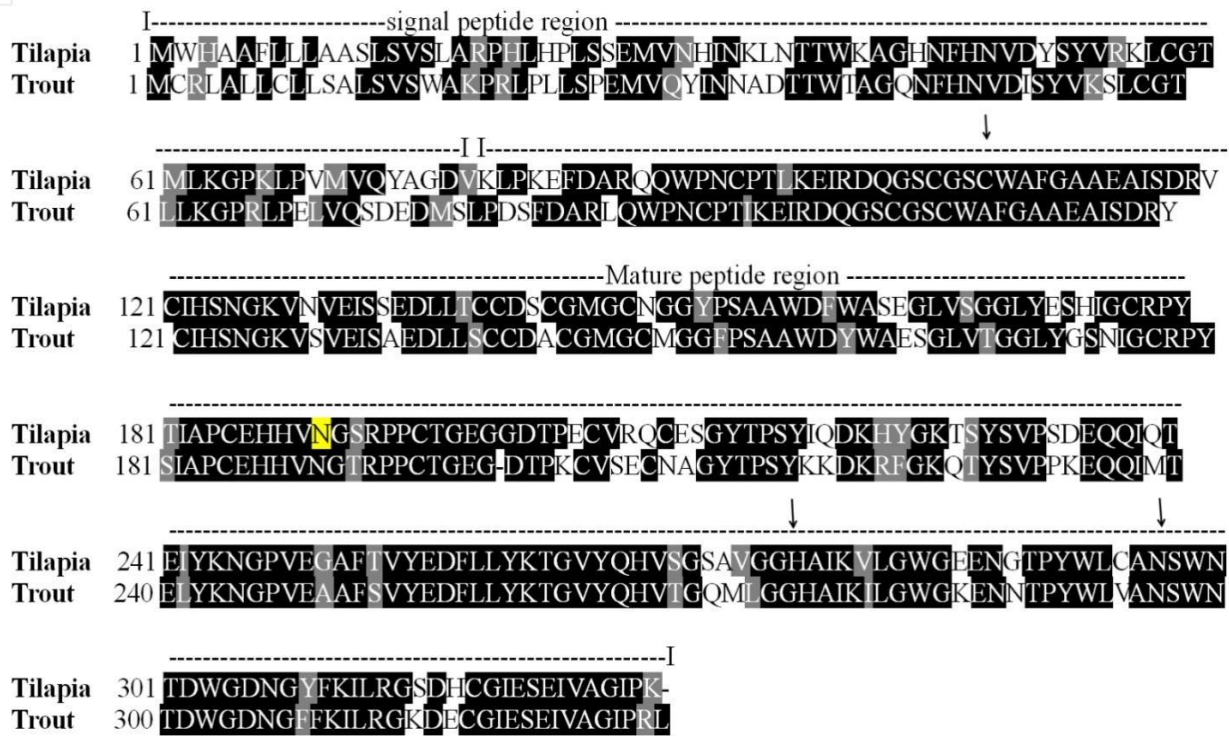 I-----------------------signal peptide region ----------------------------------------------------------
Tilapia 1 MWHAAFLLLAASLSVSLARPHLHPLSSEMVNHINKLNTTWKAGHNFHNVDYSYVRKLCGT
Trout 1 MCRLALLCLLSALSVSWAKPRLPLLSPEMVQYINNADTTWTAGQNFHNVDISYVKSLCGT
↓
------------------------------I I--------------------------------------------------------------------------
Tilapia 61 MLKGPKLPVMVQYAGDVKLPKEFDARQQWPNCPTLKEIRDQGSCGSCWAFGAAEAISDRV
Trout 61 LLKGPRLPELVQSDEDMSLPDSFDARLQWPNCPTIKEIRDQGSCGSCWAFGAAEAISDRY
-------------------------------------------Mature peptide region ----------------------------------
Tilapia 121 CIHSNGKVNVEISSEDLLTCCDSCGMGCNGGYPSAAWDFWASEGLVSGGLYESHIGCRPY
Trout 121 CIHSNGKVSVEISAEDLLSCCDACGMGCMGGFPSAAWDYWAESGLVTGGLYGSNIGCRPY
----------------------------------------------------------------------------------------------------
Tilapia 181 TIAPCEHHVNGSRPPCTGEGGDTPECVRQCESGYTPSYIQDKHYGKTSYSVPSDEQQIQT
Trout 181 SIAPCEHHVNGTRPPCTGEG-DTPKCVSECNAGYTPSYKKDKRFGKQTYSVPPKEQQIMT
↓ ↓
--------------------------------------------------------------------------------------------------------
Tilapia 241 EIYKNGPVEGAFTVYEDFLLYKTGVYQHVSGSAVGGHAIKVLGWGEENGTPYWLCANSWN
Trout 240 ELYKNGPVEAAFSVYEDFLLYKTGVYQHVTGQMLGGHAIKILGWGKENNTPYWLVANSWN
-------------------------------------------------I
Tilapia 301 TDWGDNGYFKILRGSDHCGIESEIVAGIPK-
Trout 300 TDWGDNGFFKILRGKDECGIESEIVAGIPRL